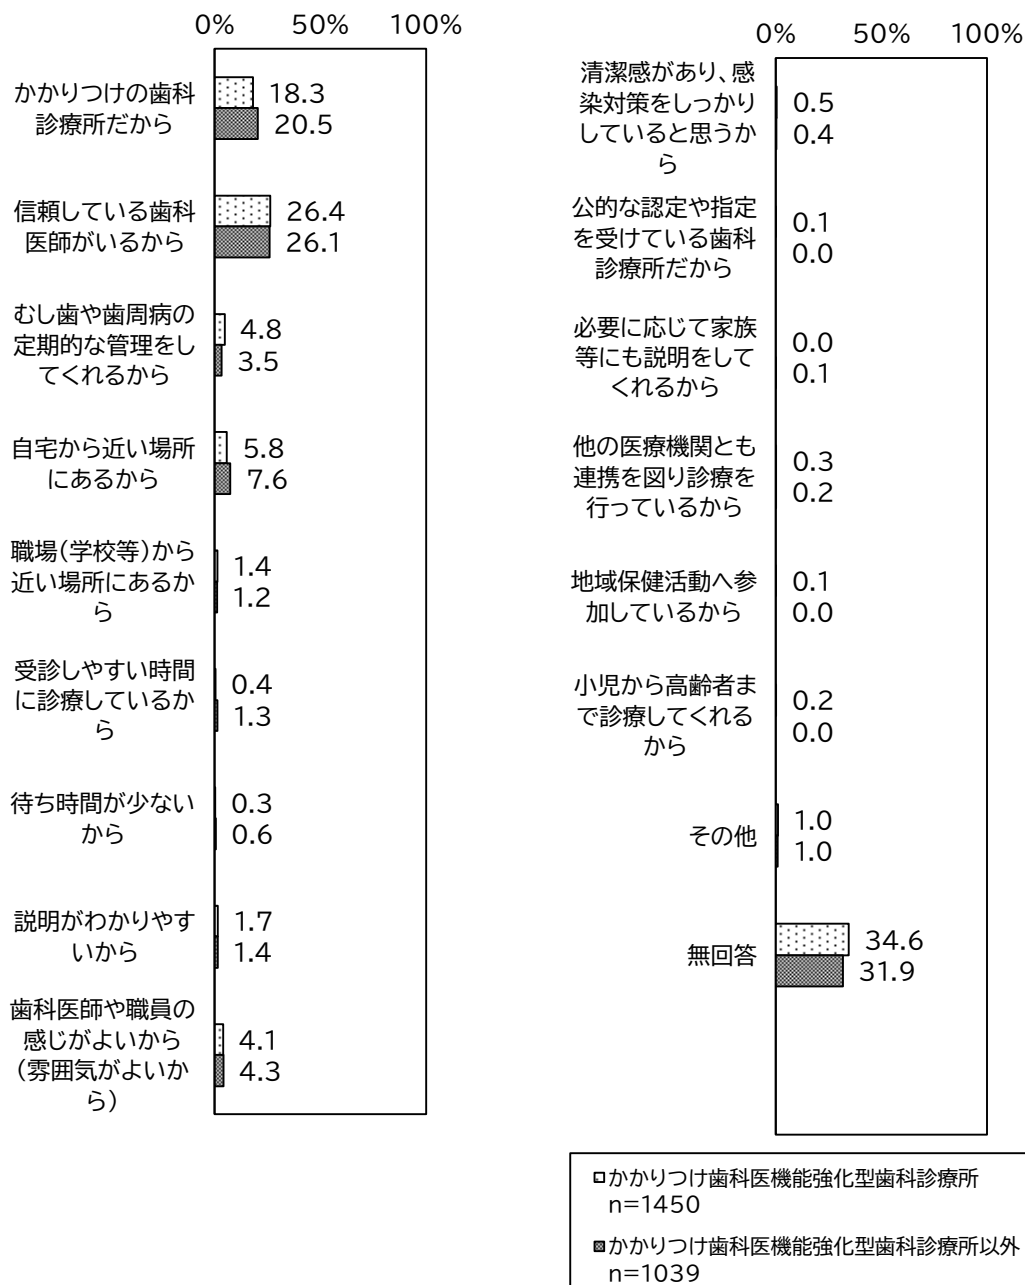 0% 50% 100%
かかりつけの歯科
診療所だから
18.3
20.5
信頼している歯科
医師がいるから
26.4
26.1
むし歯や歯周病の
定期的な管理をし
てくれるから
4.8
3.5
自宅から近い場所
にあるから
5.8
7.6
職場(学校等)から
近い場所にあるか
ら
1.4
1.2
受診しやすい時間
に診療しているか
ら
0.4
1.3
待ち時間が少ない
から
0.3
0.6
説明がわかりやす
いから
1.7
1.4
歯科医師や職員の
感じがよいから
(雰囲気がよいか
ら)
4.1
4.3
0% 50% 100%
清潔感があり、感
染対策をしっかり
していると思うか
ら
0.5
0.4
公的な認定や指定
を受けている歯科
診療所だから
0.1
0.0
必要に応じて家族
等にも説明をして
くれるから
0.0
0.1
他の医療機関とも
連携を図り診療を
行っているから
0.3
0.2
地域保健活動へ参
加しているから
0.1
0.0
小児から高齢者ま
で診療してくれる
から
0.2
0.0
その他
1.0
1.0
無回答
34.6
31.9
かかりつけ歯科医機能強化型歯科診療所
n=1450
かかりつけ歯科医機能強化型歯科診療所以外
n=1039